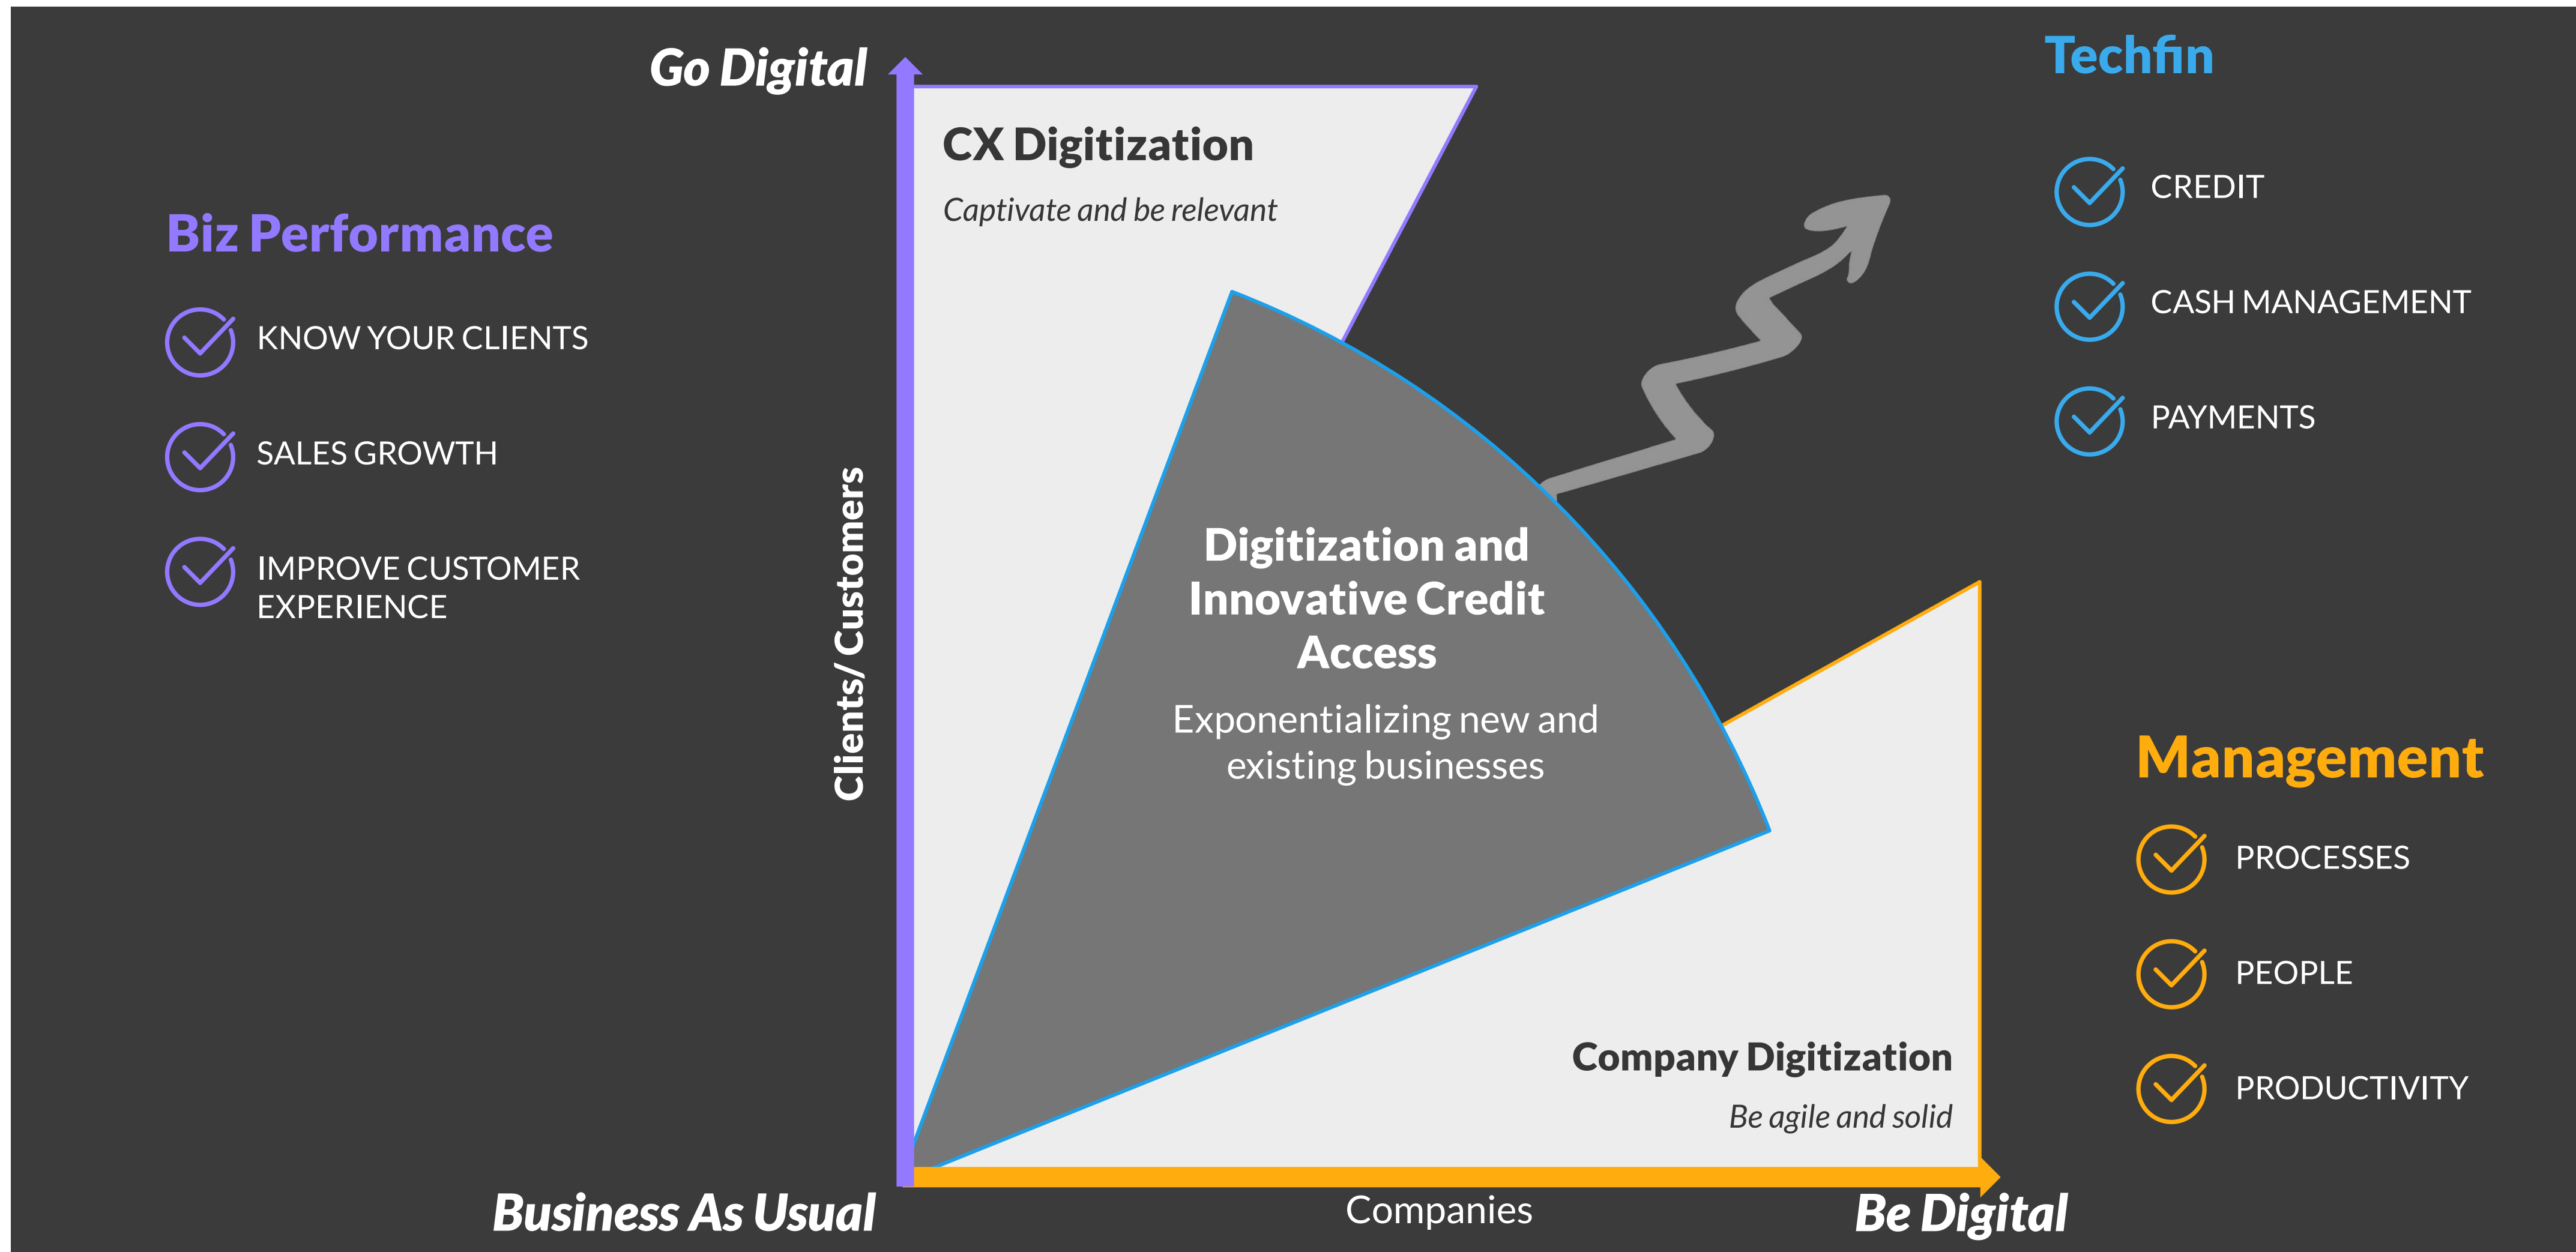 Go Digital
Techfin
CX Digitization
Captivate and be relevant
CREDIT
CASH MANAGEMENT
PAYMENTS
Biz Performance
KNOW YOUR CLIENTS
SALES GROWTH
IMPROVE CUSTOMER
EXPERIENCE
Clients/ Customers
Digitization and
Innovative Credit
Access
Exponentializing new and
existing businesses
Management
PROCESSES
PEOPLE
PRODUCTIVITY
Company Digitization
Be agile and solid
Business As Usual
Companies
Be Digital